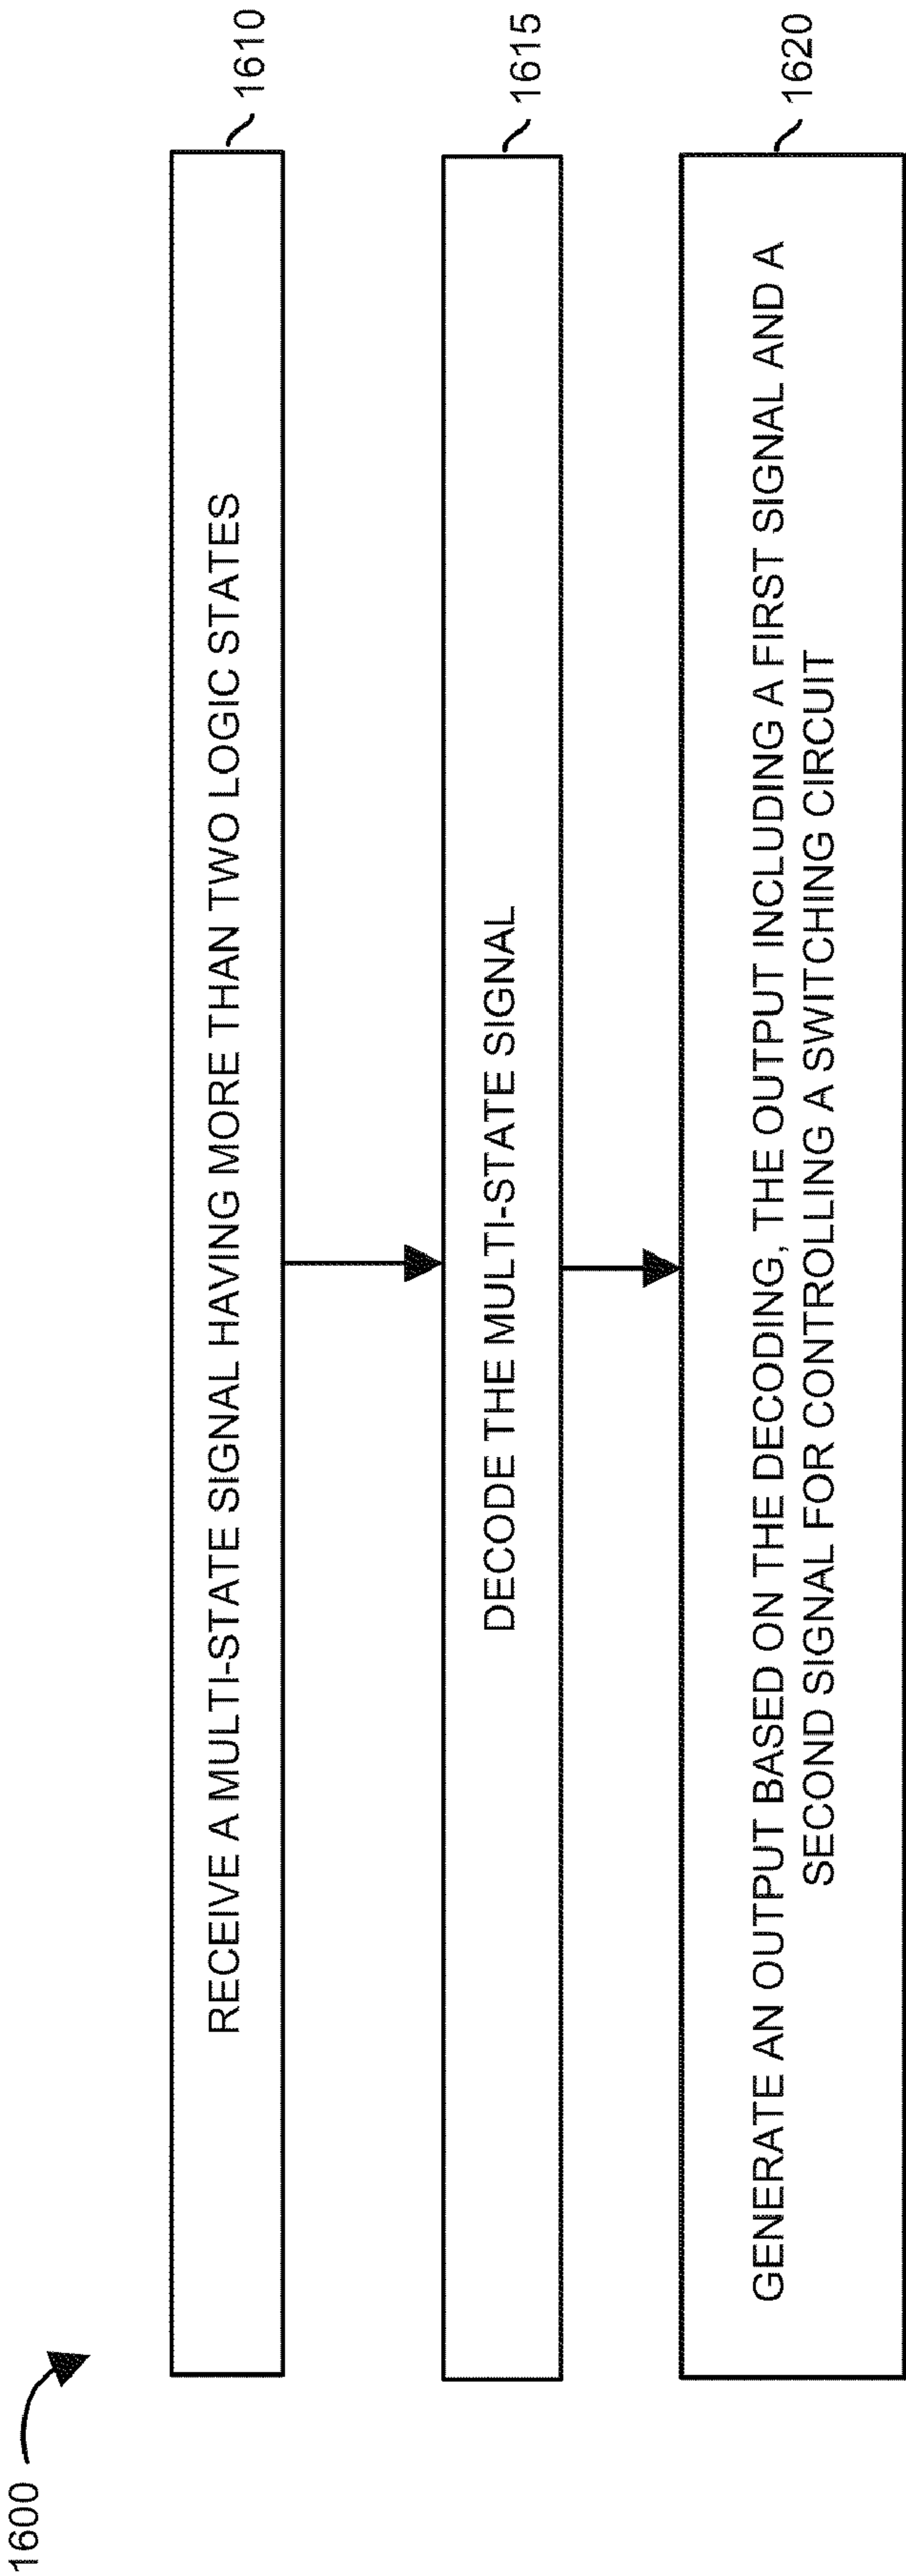 1600
RECEIVE A MULTI-STATE SIGNAL HAVING MORE THAN TWO LOGIC STATES
1610
DECODE THE MULTI-STATE SIGNAL
1615
GENERATE AN OUTPUT BASED ON THE DECODING, THE OUTPUT INCLUDING A FIRST SIGNAL AND A
SECOND SIGNAL FOR CONTROLLING A SWITCHING CIRCUIT
1620